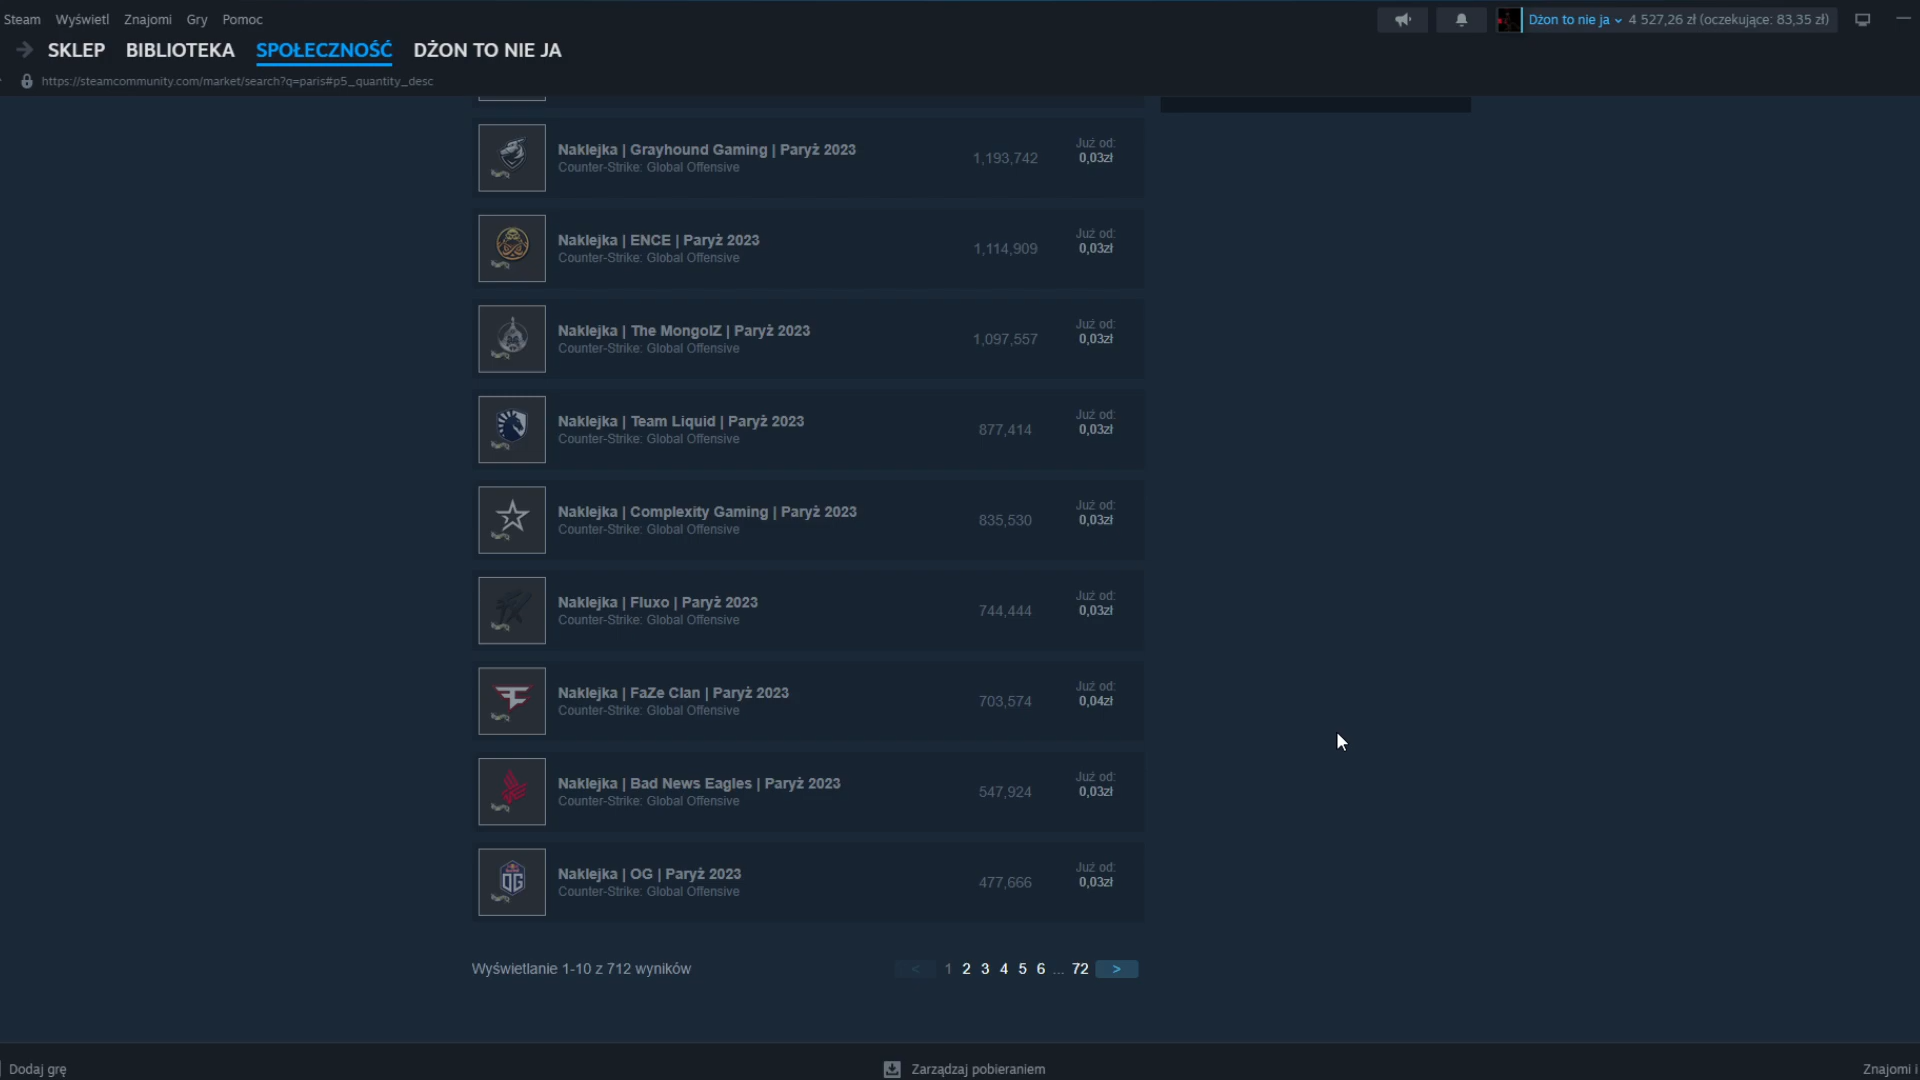 Steam Wyświetl Znajomi Gry Pomoc
Dżon to nie ja 4 527,26 zł (oczekujące: 83,35 zł)
SKLEP BIBLIOTEKA SPOŁECZNOŚĆ DŻON TO NIE JA
https://steamcommunity.com/market/search?q=paris#p5_quantity_desc
Naklejka | Grayhound Gaming | Paryż 2023
Counter-Strike: Global Offensive
1,193,742
Już od:
0,03zł
Naklejka | ENCE | Paryż 2023
Counter-Strike: Global Offensive
1,114,909
Już od:
0,03zł
Naklejka | The MongolZ | Paryż 2023
Counter-Strike: Global Offensive
1,097,557
Już od:
0,03zł
Naklejka | Team Liquid | Paryż 2023
Counter-Strike: Global Offensive
877,414
Już od:
0,03zł
Naklejka | Complexity Gaming | Paryż 2023
Counter-Strike: Global Offensive
835,530
Już od:
0,03zł
Naklejka | Fluxo | Paryż 2023
Counter-Strike: Global Offensive
744,444
Już od:
0,03zł
Naklejka | FaZe Clan | Paryż 2023
Counter-Strike: Global Offensive
703,574
Już od:
0,04zł
Naklejka | Bad News Eagles | Paryż 2023
Counter-Strike: Global Offensive
547,924
Już od:
0,03zł
OG
Naklejka | OG | Paryż 2023
Counter-Strike: Global Offensive
477,666
Już od:
0,03zł
Wyświetlanie 1-10 z 712 wyników
< 1 2 3 4 5 6 ... 72 >
Dodaj grę
Zarządzaj pobieraniem
Znajomi i